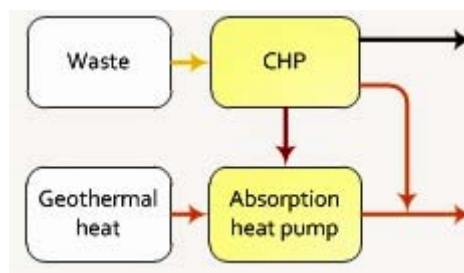 Waste
CHP
Geothermal
heat
Absorption
heat pump